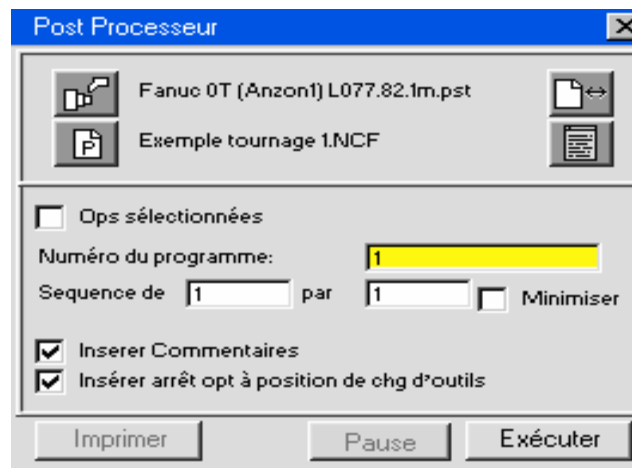 Post Processeur
Fanuc 0T (Anzon1) L077.82.1m.pst
P
Exemple tournage 1.NCF
Ops sélectionnées
Numéro du programme: 1
Sequence de 1 par 1 Minimiser
Inserer Commentaires
Insérer arrêt opt à position de chg d'outils
Imprimer Pause Exécuter